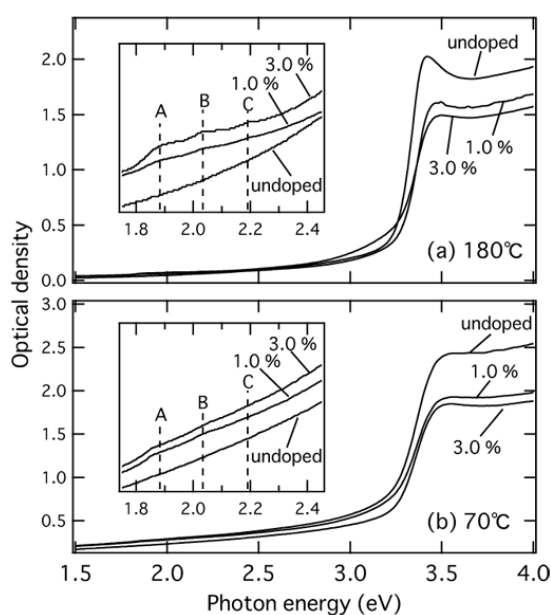 Optical density
2.0
1.5
1.0
0.5
0.0
undoped
1.0 %
3.0 %
(a) 180℃
3.0 %
1.0 %
A
B
C
undoped
1.8 2.0 2.2 2.4
3.0
2.5
2.0
1.5
1.0
0.5
undoped
1.0 %
3.0 %
(b) 70℃
3.0 %
1.0 %
A
B
C
undoped
1.8 2.0 2.2 2.4
1.5 2.0 2.5 3.0 3.5 4.0
Photon energy (eV)